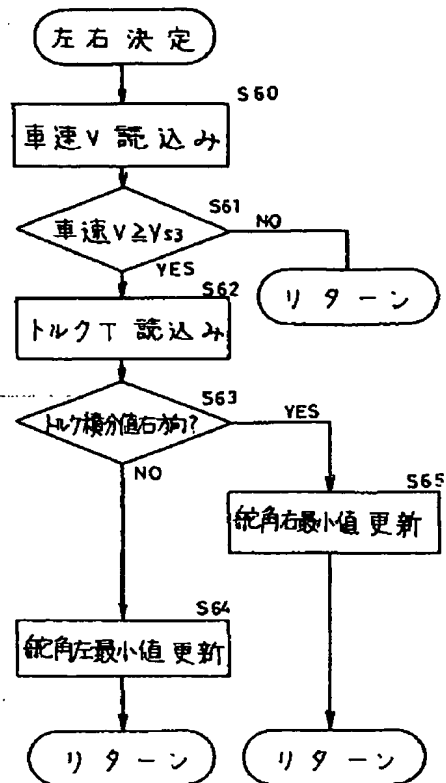 左右決定
S60
車速V 読込み
S61
車速V≧VS3
NO
YES
リターン
S62
トルクT 読込み
S63
トルク積分値右方向?
YES
NO
S65
舵角右最小値 更新
S64
舵角左最小値 更新
リターン
リターン